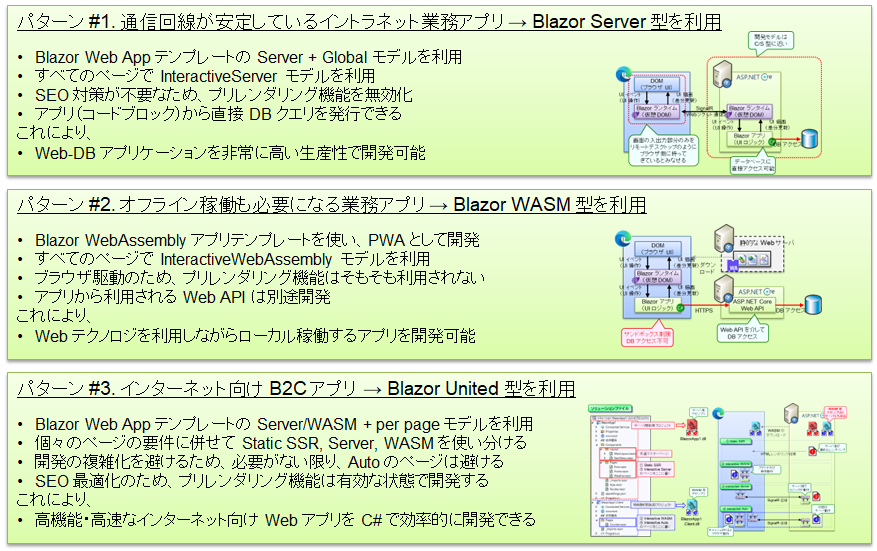 パターン #1. 通信回線が安定しているイントラネット業務アプリ → Blazor Server 型を利用
• Blazor Web App テンプレートの Server + Global モデルを利用
• すべてのページで InteractiveServer モデルを利用
• SEO 対策が不要なため、プリレンダリング機能を無効化
• アプリ（コードブロック）から直接 DB クエリを発行できる
これにより、
• Web-DB アプリケーションを非常に高い生産性で開発可能
開発モデルは
C/S 型に近い
DOM
（ブラウザ UI）
ASP.NET Core
UI イベント
（UI 操作）
UI 描画
（差分更新）
Blazor ランタイム
（仮想 DOM）
SignalR
Blazor ランタイム
（仮想 DOM）
UI イベント
（UI 操作）
UI 描画
（差分更新）
Blazor アプリ
（UI ロジック）
DB アクセス
画面の入出力部分のみを
リモートデスクトップのように
ブラウザ側に持って
きているとみなせる
データベースに
直接アクセス可能
パターン #2. オフライン稼働も必要になる業務アプリ → Blazor WASM 型を利用
• Blazor WebAssembly アプリテンプレートを使い、PWA として開発
• すべてのページで InteractiveWebAssembly モデルを利用
• ブラウザ駆動のため、プリレンダリング機能はそもそも利用されない
• アプリから利用される Web API は別途開発
これにより、
• Web テクノロジを利用しながらローカル稼働するアプリを開発可能
DOM
（ブラウザ UI）
静的な Web サーバ
UI イベント
（UI 操作）
UI 描画
（差分更新）
ダウン
ロード
Blazor ランタイム
（仮想 DOM）
UI イベント
（UI 操作）
UI 描画
（差分更新）
ASP.NET Core
Blazor アプリ
（UI ロジック）
HTTPS
ASP.NET Core
Web API
DB アクセス
サンドボックス制限
DB アクセス不可
Web API を介して
DB アクセス
パターン #3. インターネット向け B2C アプリ → Blazor United 型を利用
• Blazor Web App テンプレートの Server/WASM + per page モデルを利用
• 個々のページの要件に併せて Static SSR, Server, WASM を使い分ける
• 開発の複雑化を避けるため、必要がない限り、Auto のページは避ける
• SEO 最適化のため、プリレンダリング機能は有効な状態で開発する
これにより、
• 高機能・高速なインターネット向け Web アプリを C# で効率的に開発できる
ソリューションファイル
ASP.NET